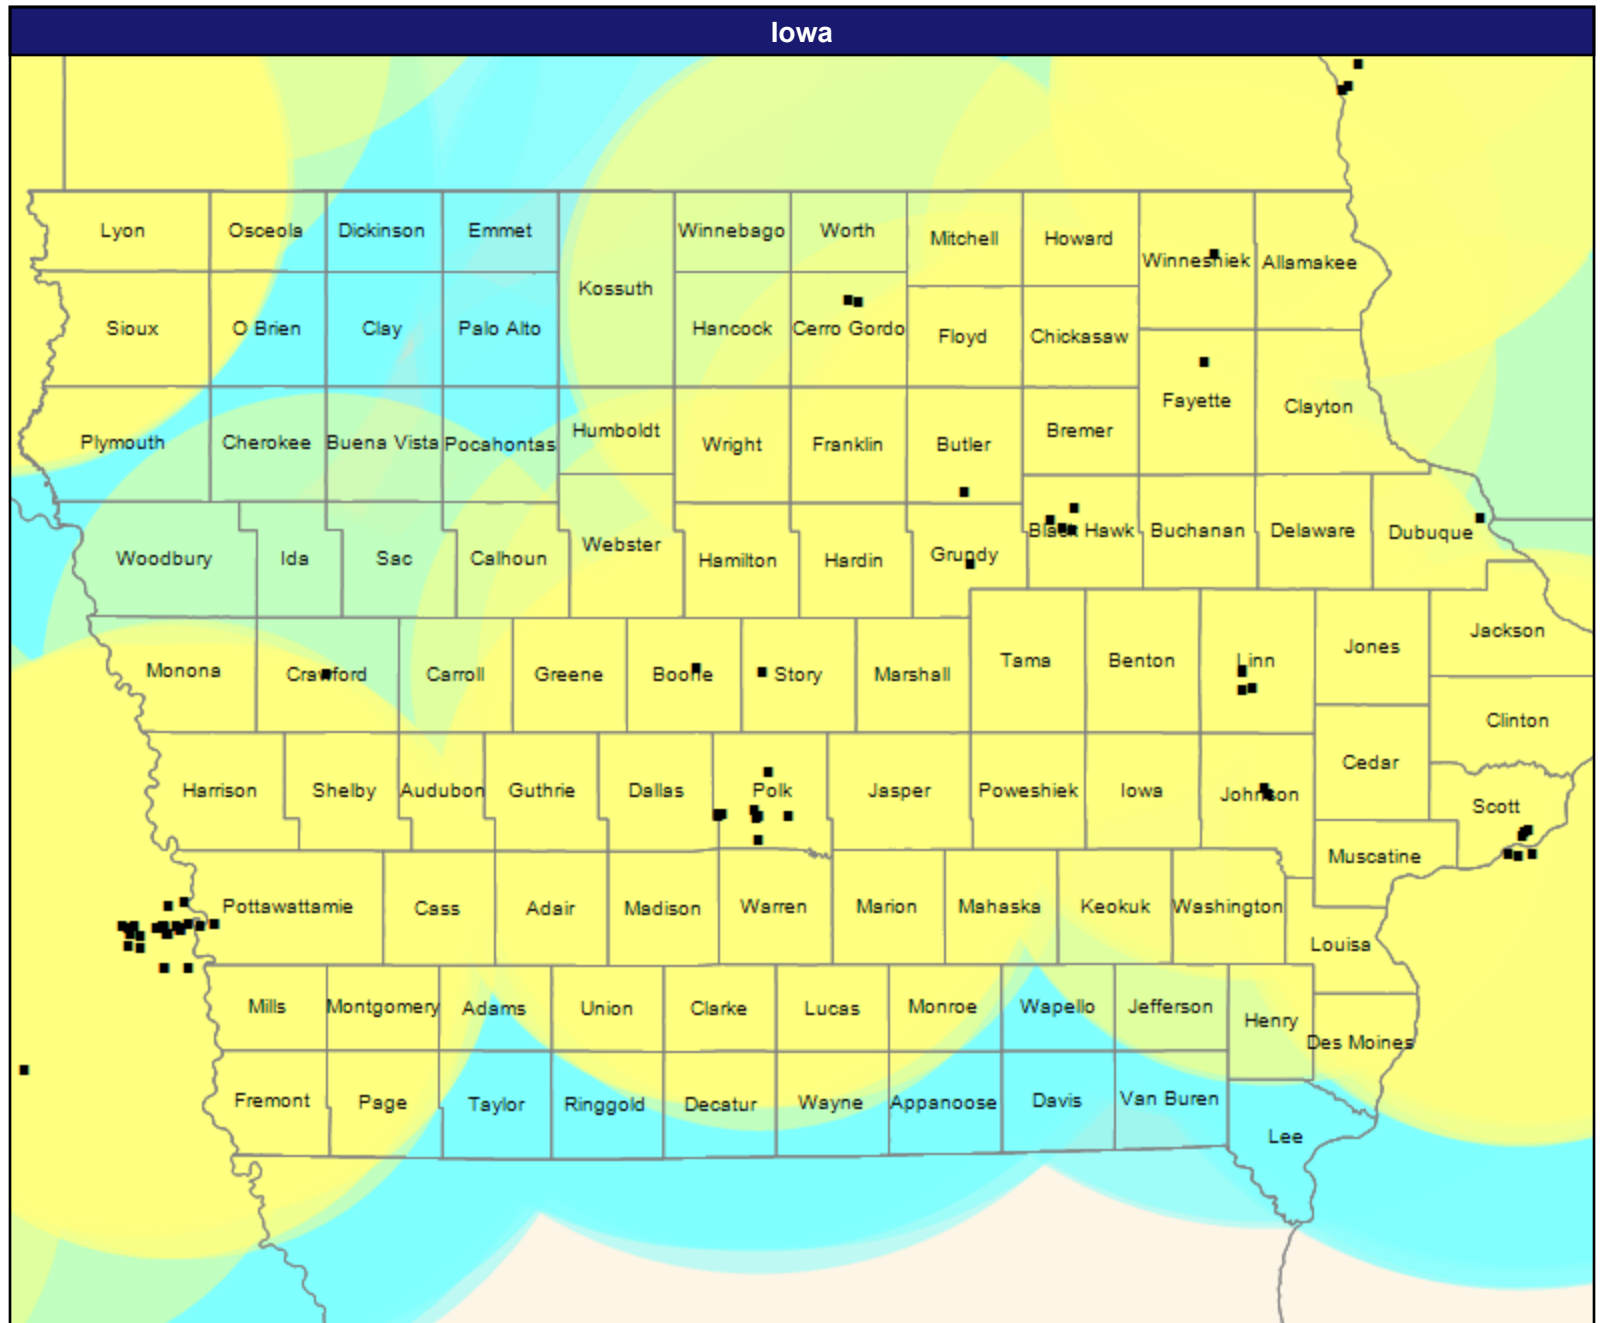 Iowa
Lyon
Osceola
Dickinson
Emmet
Winnebago
Worth
Mitchell
Howard
Winneshiek
Allamakee
Kossuth
Sioux
O Brien
Clay
Palo Alto
Hancock
Cerro Gordo
Floyd
Chickasaw
Fayette
Clayton
Plymouth
Cherokee
Buena Vista
Pocahontas
Humboldt
Wright
Franklin
Butler
Bremer
Woodbury
Ida
Sac
Calhoun
Webster
Hamilton
Hardin
Grundy
Black Hawk
Buchanan
Delaware
Dubuque
Monona
Crawford
Carroll
Greene
Boone
Story
Marshall
Tama
Benton
Linn
Jones
Jackson
Clinton
Cedar
Harrison
Shelby
Audubon
Guthrie
Dallas
Polk
Jasper
Poweshiek
Iowa
Johnson
Scott
Muscatine
Pottawattamie
Cass
Adair
Madison
Warren
Marion
Mahaska
Keokuk
Washington
Louisa
Mills
Montgomery
Adams
Union
Clarke
Lucas
Monroe
Wapello
Jefferson
Henry
Des Moines
Fremont
Page
Taylor
Ringgold
Decatur
Wayne
Appanoose
Davis
Van Buren
Lee